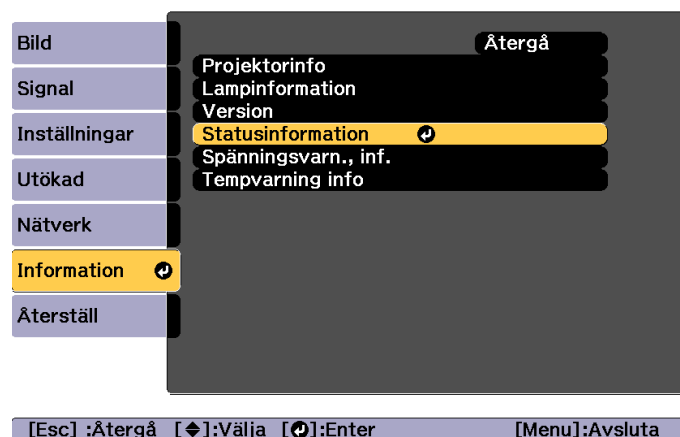 Bild
Signal
Inställningar
Utökad
Nätverk
Information
Återställ
Återgå
Projektorinfo
Lampinformation
Version
Statusinformation
Spänningsvarn., inf.
Tempvarning info
[Esc] :Återgå [◆]:Välja [↵]:Enter [Menu]:Avsluta